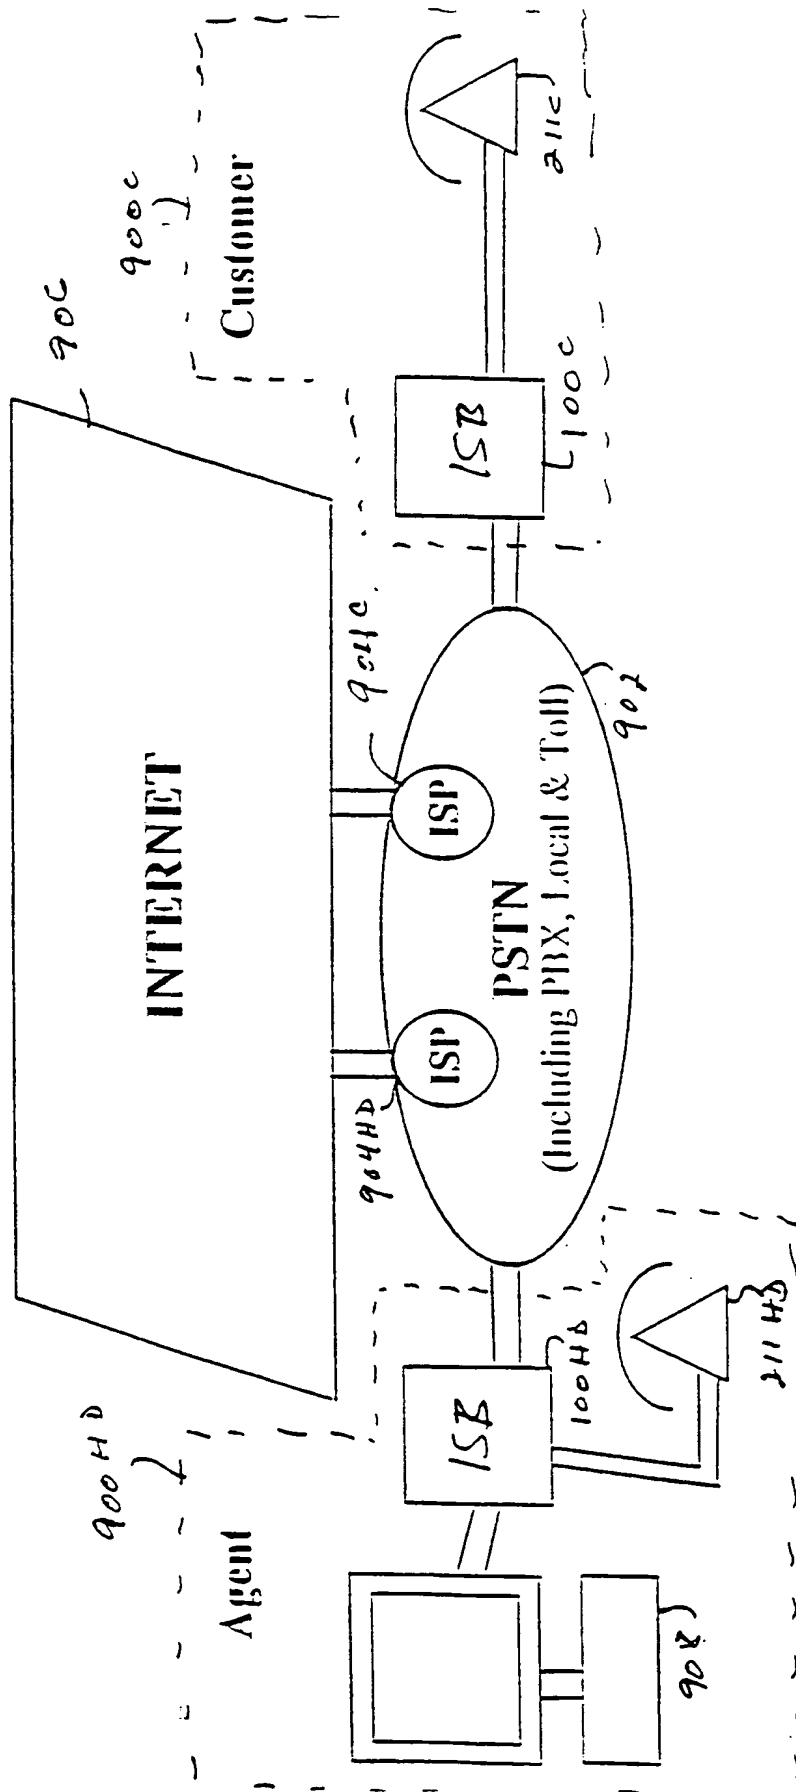 900HD
Agent
908
ISB
100HD
211HD
INTERNET
90C
904HD
ISP
904C
ISP
PSTN
(Including PBX, Local & Toll)
902
900C
Customer
ISB
100C
211C